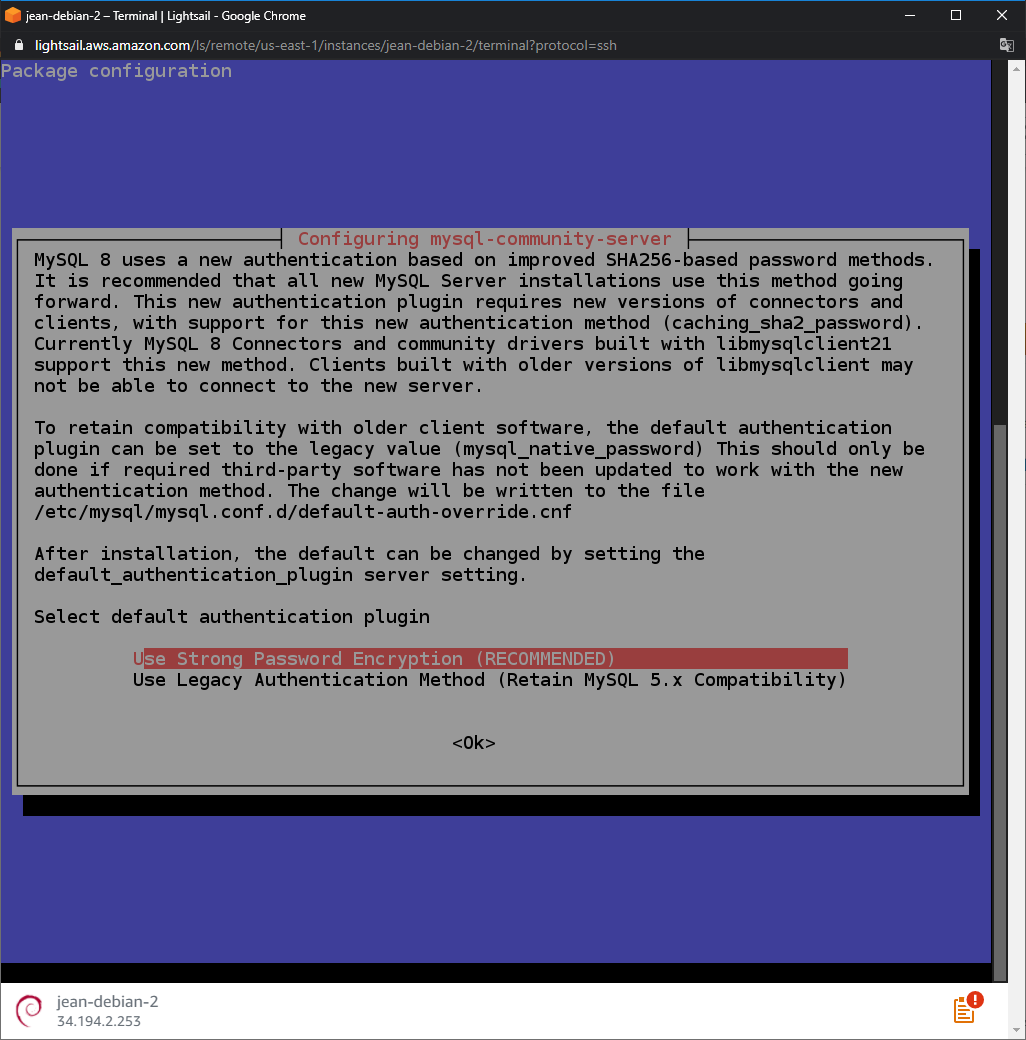 jean-debian-2 – Terminal | Lightsail - Google Chrome
lightsail.aws.amazon.com/ls/remote/us-east-1/instances/jean-debian-2/terminal?protocol=ssh
Package configuration
Configuring mysql-community-server
MySQL 8 uses a new authentication based on improved SHA256-based password methods.
It is recommended that all new MySQL Server installations use this method going
forward. This new authentication plugin requires new versions of connectors and
clients, with support for this new authentication method (caching_sha2_password).
Currently MySQL 8 Connectors and community drivers built with libmysqlclient21
support this new method. Clients built with older versions of libmysqlclient may
not be able to connect to the new server.
To retain compatibility with older client software, the default authentication
plugin can be set to the legacy value (mysql_native_password) This should only be
done if required third-party software has not been updated to work with the new
authentication method. The change will be written to the file
/etc/mysql/mysql.conf.d/default-auth-override.cnf
After installation, the default can be changed by setting the
default_authentication_plugin server setting.
Select default authentication plugin
Use Strong Password Encryption (RECOMMENDED)
Use Legacy Authentication Method (Retain MySQL 5.x Compatibility)
<Ok>
jean-debian-2
34.194.2.253